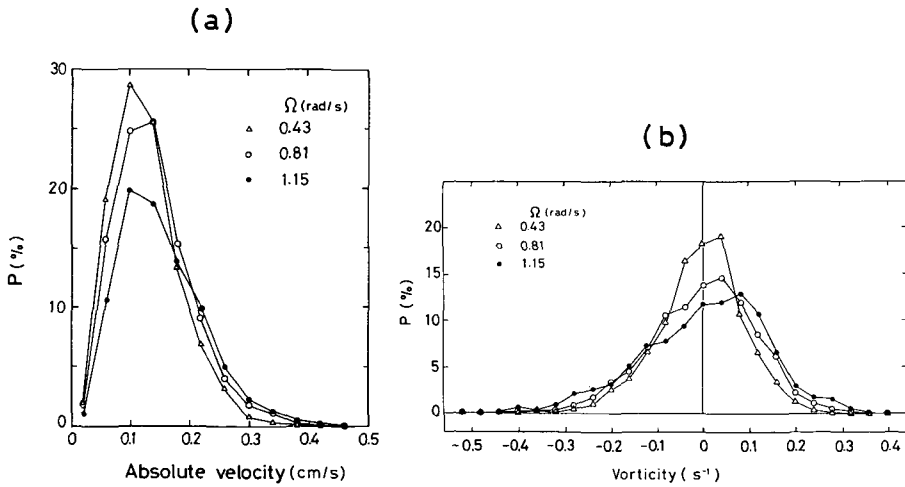 (a)
30
20
10
0
P (%)
Ω (rad/s)
△ 0.43
○ 0.81
● 1.15
0 0.1 0.2 0.3 0.4 0.5
Absolute velocity (cm/s)
(b)
20
15
10
5
0
P (%)
Ω (rad/s)
△ 0.43
○ 0.81
● 1.15
-0.5 -0.4 -0.3 -0.2 -0.1 0 0.1 0.2 0.3 0.4
Vorticity ( s⁻¹ )